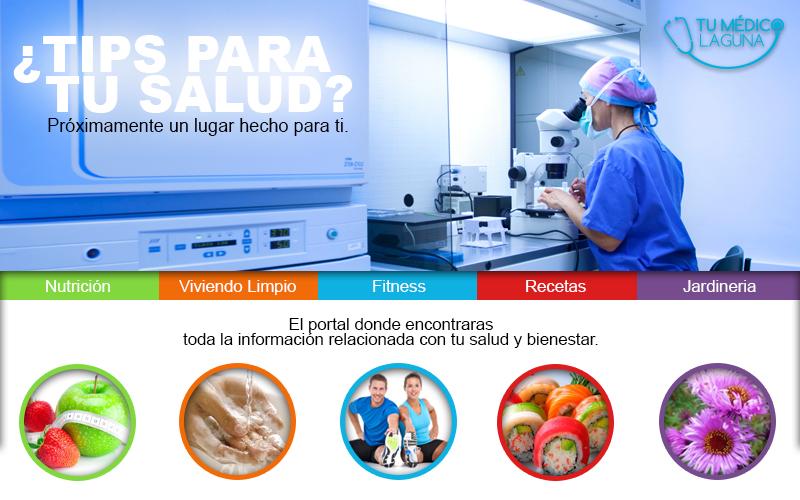 ¿TIPS PARA
TU SALUD?
Próximamente un lugar hecho para ti.
TU MÉDICO
LAGUNA
Nutrición
Viviendo Limpio
Fitness
Recetas
Jardineria
El portal donde encontraras
toda la información relacionada con tu salud y bienestar.